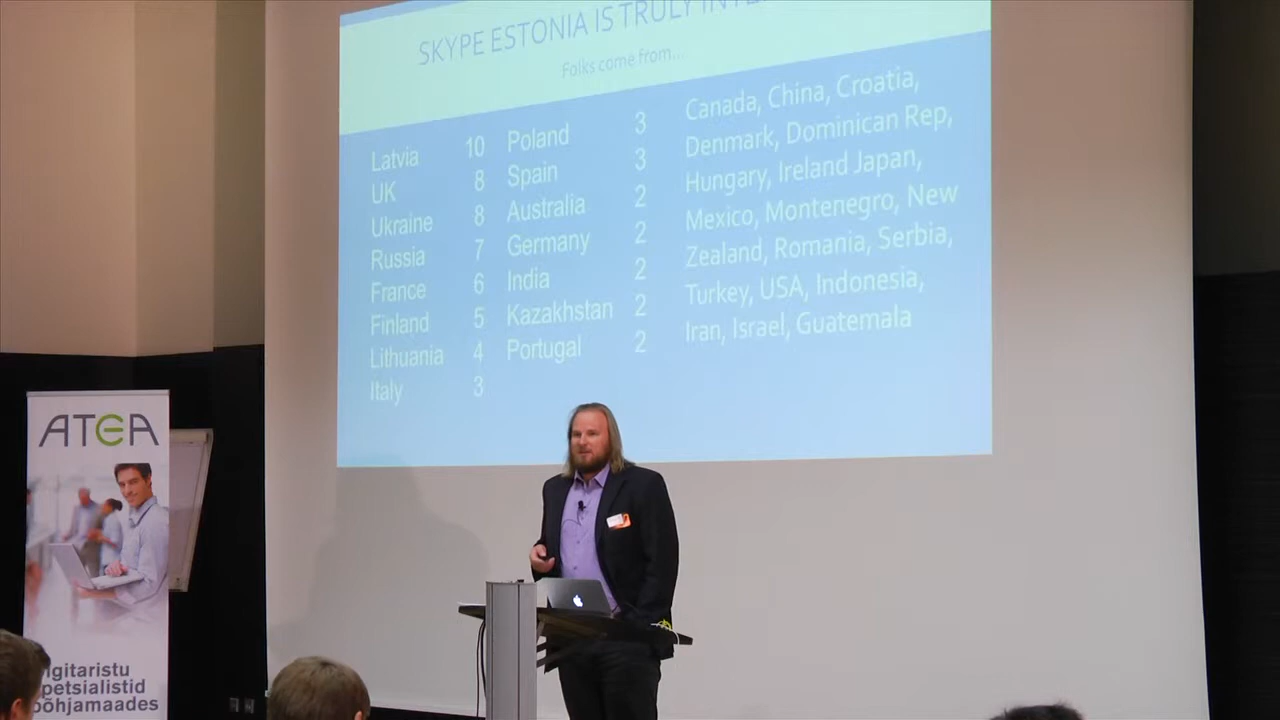 SKYPE ESTONIA IS TRULY
Folks come from...
Latvia 10
UK 8
Ukraine 8
Russia 7
France 6
Finland 5
Lithuania 4
Italy 3
Poland 3
Spain 3
Australia 2
Germany 2
India 2
Kazakhstan 2
Portugal 2
Canada, China, Croatia,
Denmark, Dominican Rep,
Hungary, Ireland Japan,
Mexico, Montenegro, New
Zealand, Romania, Serbia,
Turkey, USA, Indonesia,
Iran, Israel, Guatemala
ATEA
igitaristu
petsialistid
põhjamaades